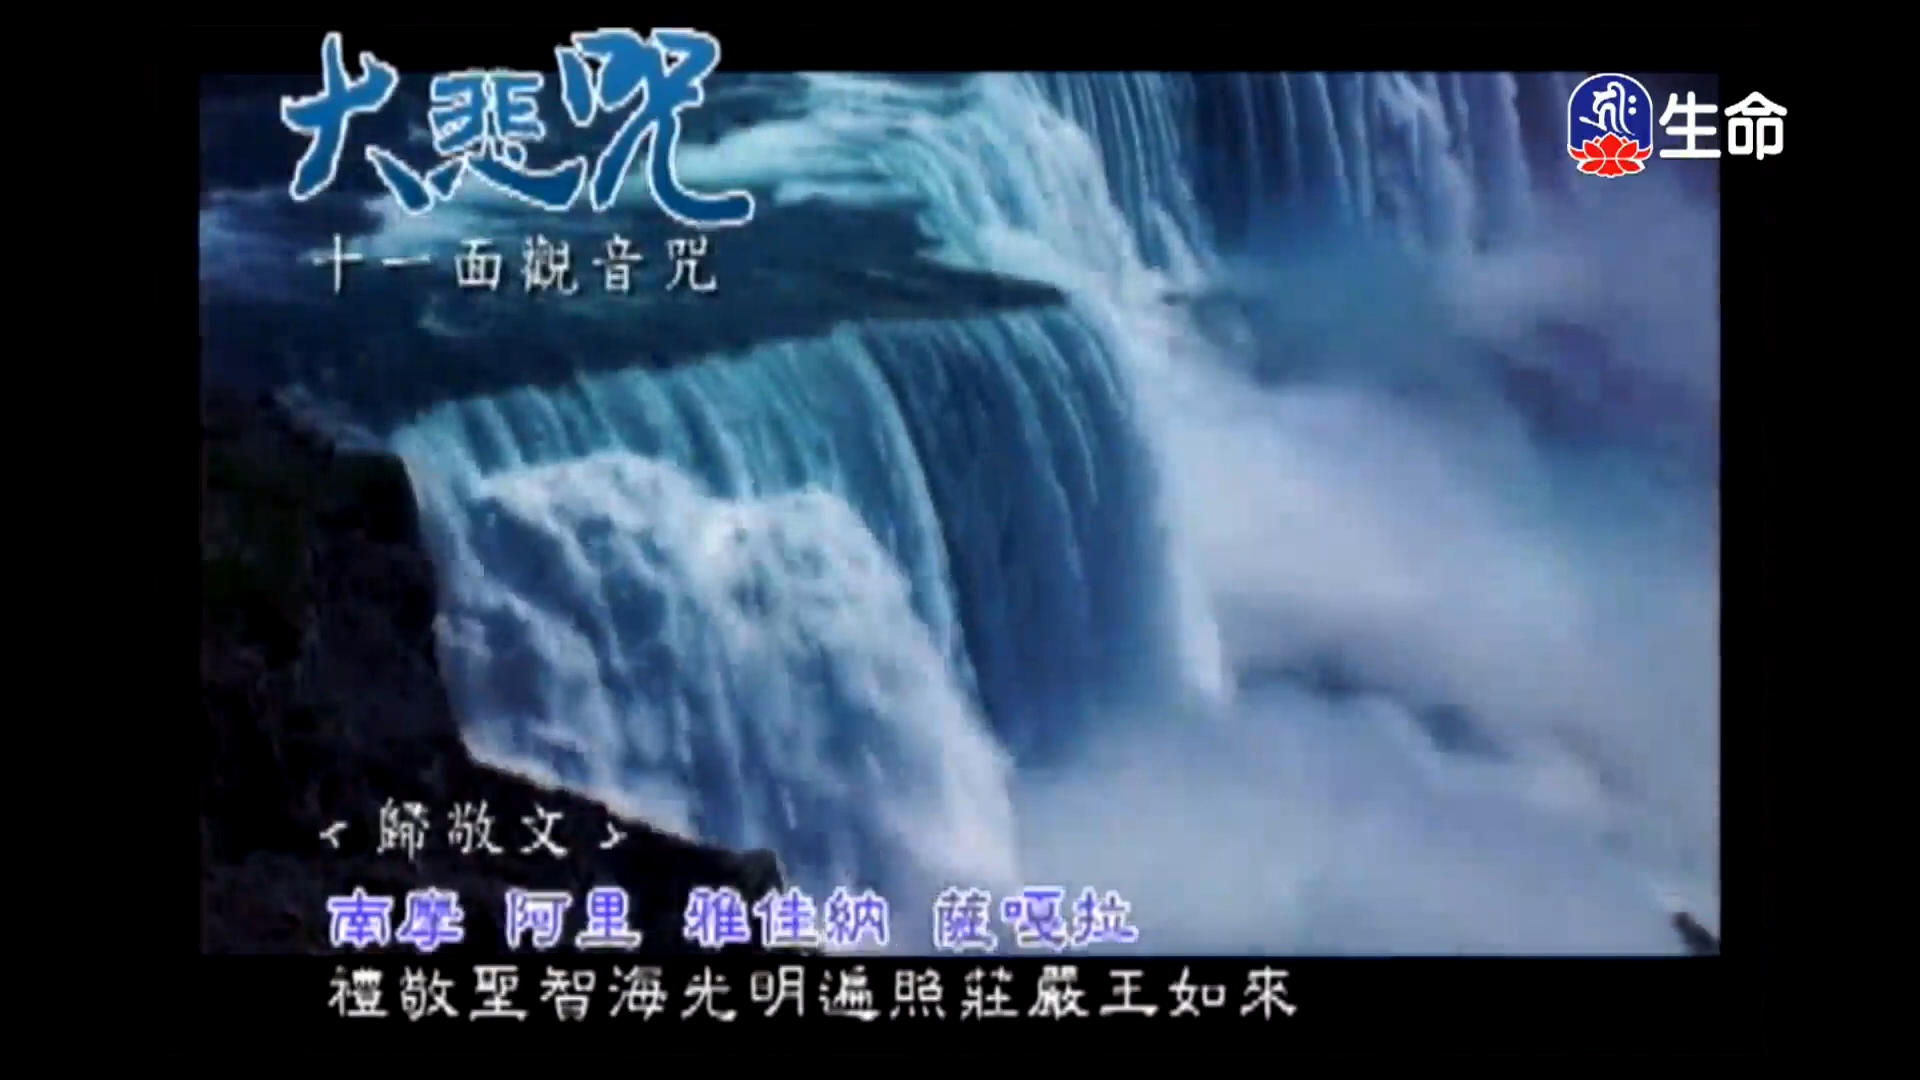 大悲咒
生命
十一面觀音咒
<歸敬文>
南摩 阿里 雅佳納 薩嘎拉
禮敬聖智海光明遍照莊嚴王如來